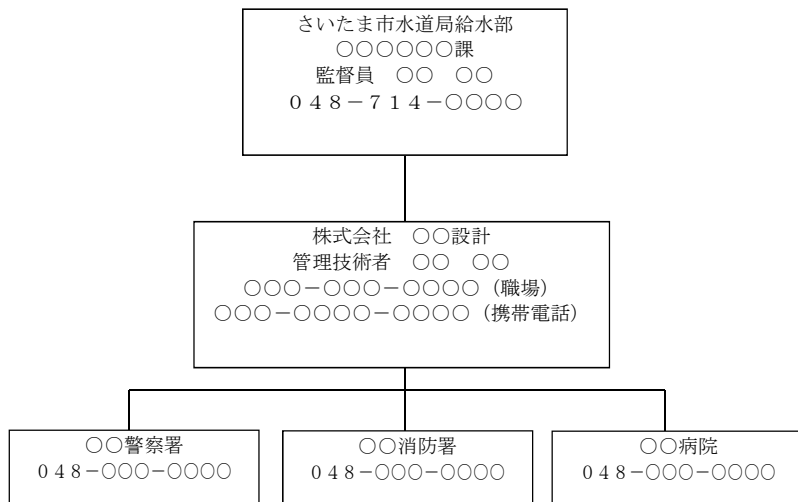 さいたま市水道局給水部
○○○○○○課
監督員　○○　○○
０４８－７１４－○○○○
株式会社　○○設計
管理技術者　○○　○○
○○○－○○○－○○○○（職場）
○○○－○○○○－○○○○（携帯電話）
○○警察署
０４８－○○○－○○○○
○○消防署
０４８－○○○－○○○○
○○病院
０４８－○○○－○○○○